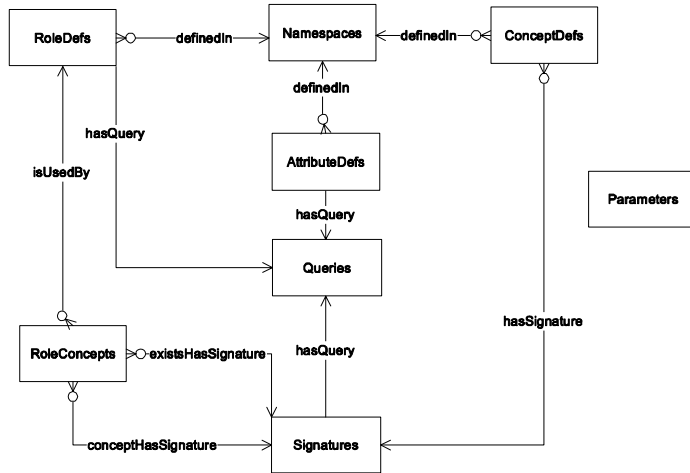 RoleDefs
definedIn
Namespaces
definedIn
ConceptDefs
definedIn
hasQuery
AttributeDefs
isUsedBy
Parameters
hasQuery
Queries
hasSignature
RoleConcepts
existsHasSignature
hasQuery
conceptHasSignature
Signatures